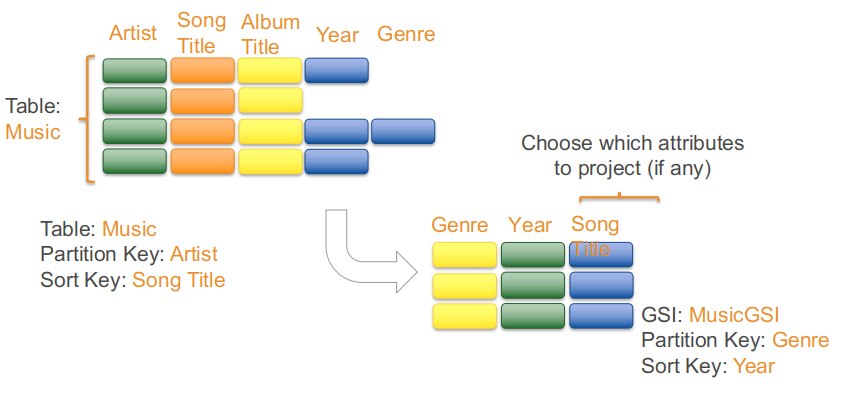 Artist
Song
Title
Album
Title
Year
Genre
Table:
Music
Choose which attributes
to project (if any)
Table: Music
Partition Key: Artist
Sort Key: Song Title
Genre
Year
Song
Title
GSI: MusicGSI
Partition Key: Genre
Sort Key: Year